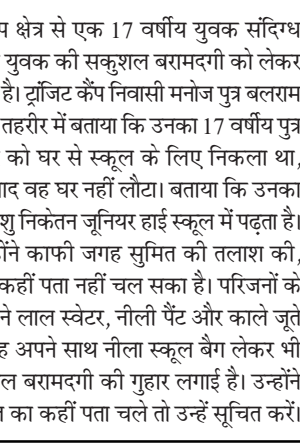 क्षेत्र से एक 17 वर्षीय युवक संदिग्ध
युवक की सकुशल बरामदगी को लेकर
है। ट्रांजिट कैंप निवासी मनोज पुत्र बलराम
तहरीर में बताया कि उनका 17 वर्षीय पुत्र
को घर से स्कूल के लिए निकला था,
वह घर नहीं लौटा। बताया कि उनका
निकेतन जूनियर हाई स्कूल में पढ़ता है।
काफी जगह सुमित की तलाश की,
कहीं पता नहीं चल सका है। परिजनों के
ने लाल स्वेटर, नीली पैंट और काले जूते
अपने साथ नीला स्कूल बैग लेकर भी
बरामदगी की गुहार लगाई है। उन्होंने
का कहीं पता चले तो उन्हें सूचित करें।